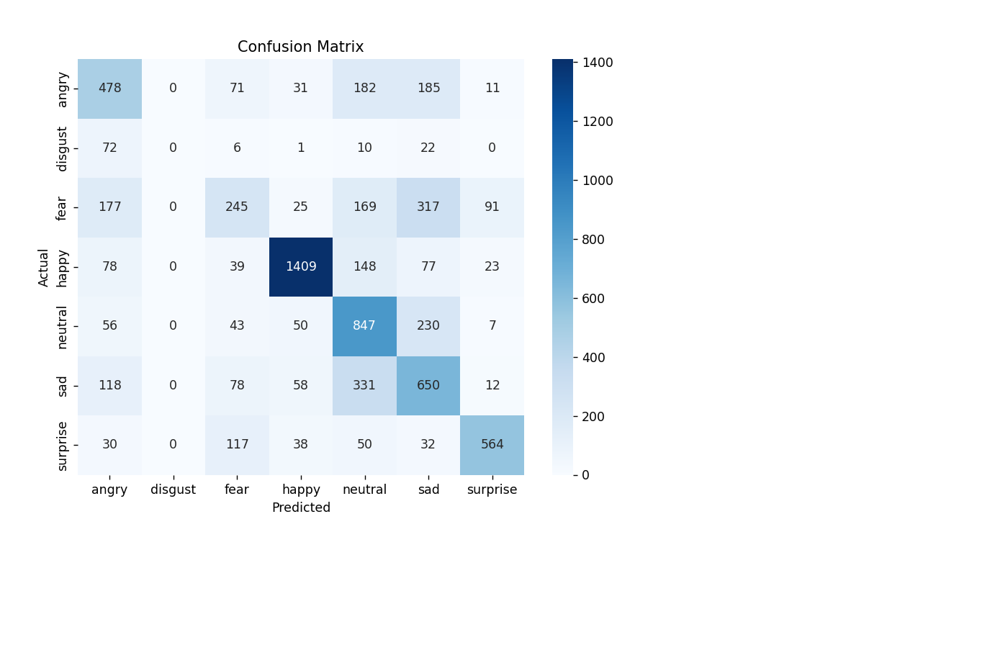 Confusion Matrix
angry 478 0 71 31 182 185 11
disgust 72 0 6 1 10 22 0
fear 177 0 245 25 169 317 91
happy 78 0 39 1409 148 77 23
neutral 56 0 43 50 847 230 7
sad 118 0 78 58 331 650 12
surprise 30 0 117 38 50 32 564
Actual
angry disgust fear happy neutral sad surprise
Predicted
1400
1200
1000
800
600
400
200
0